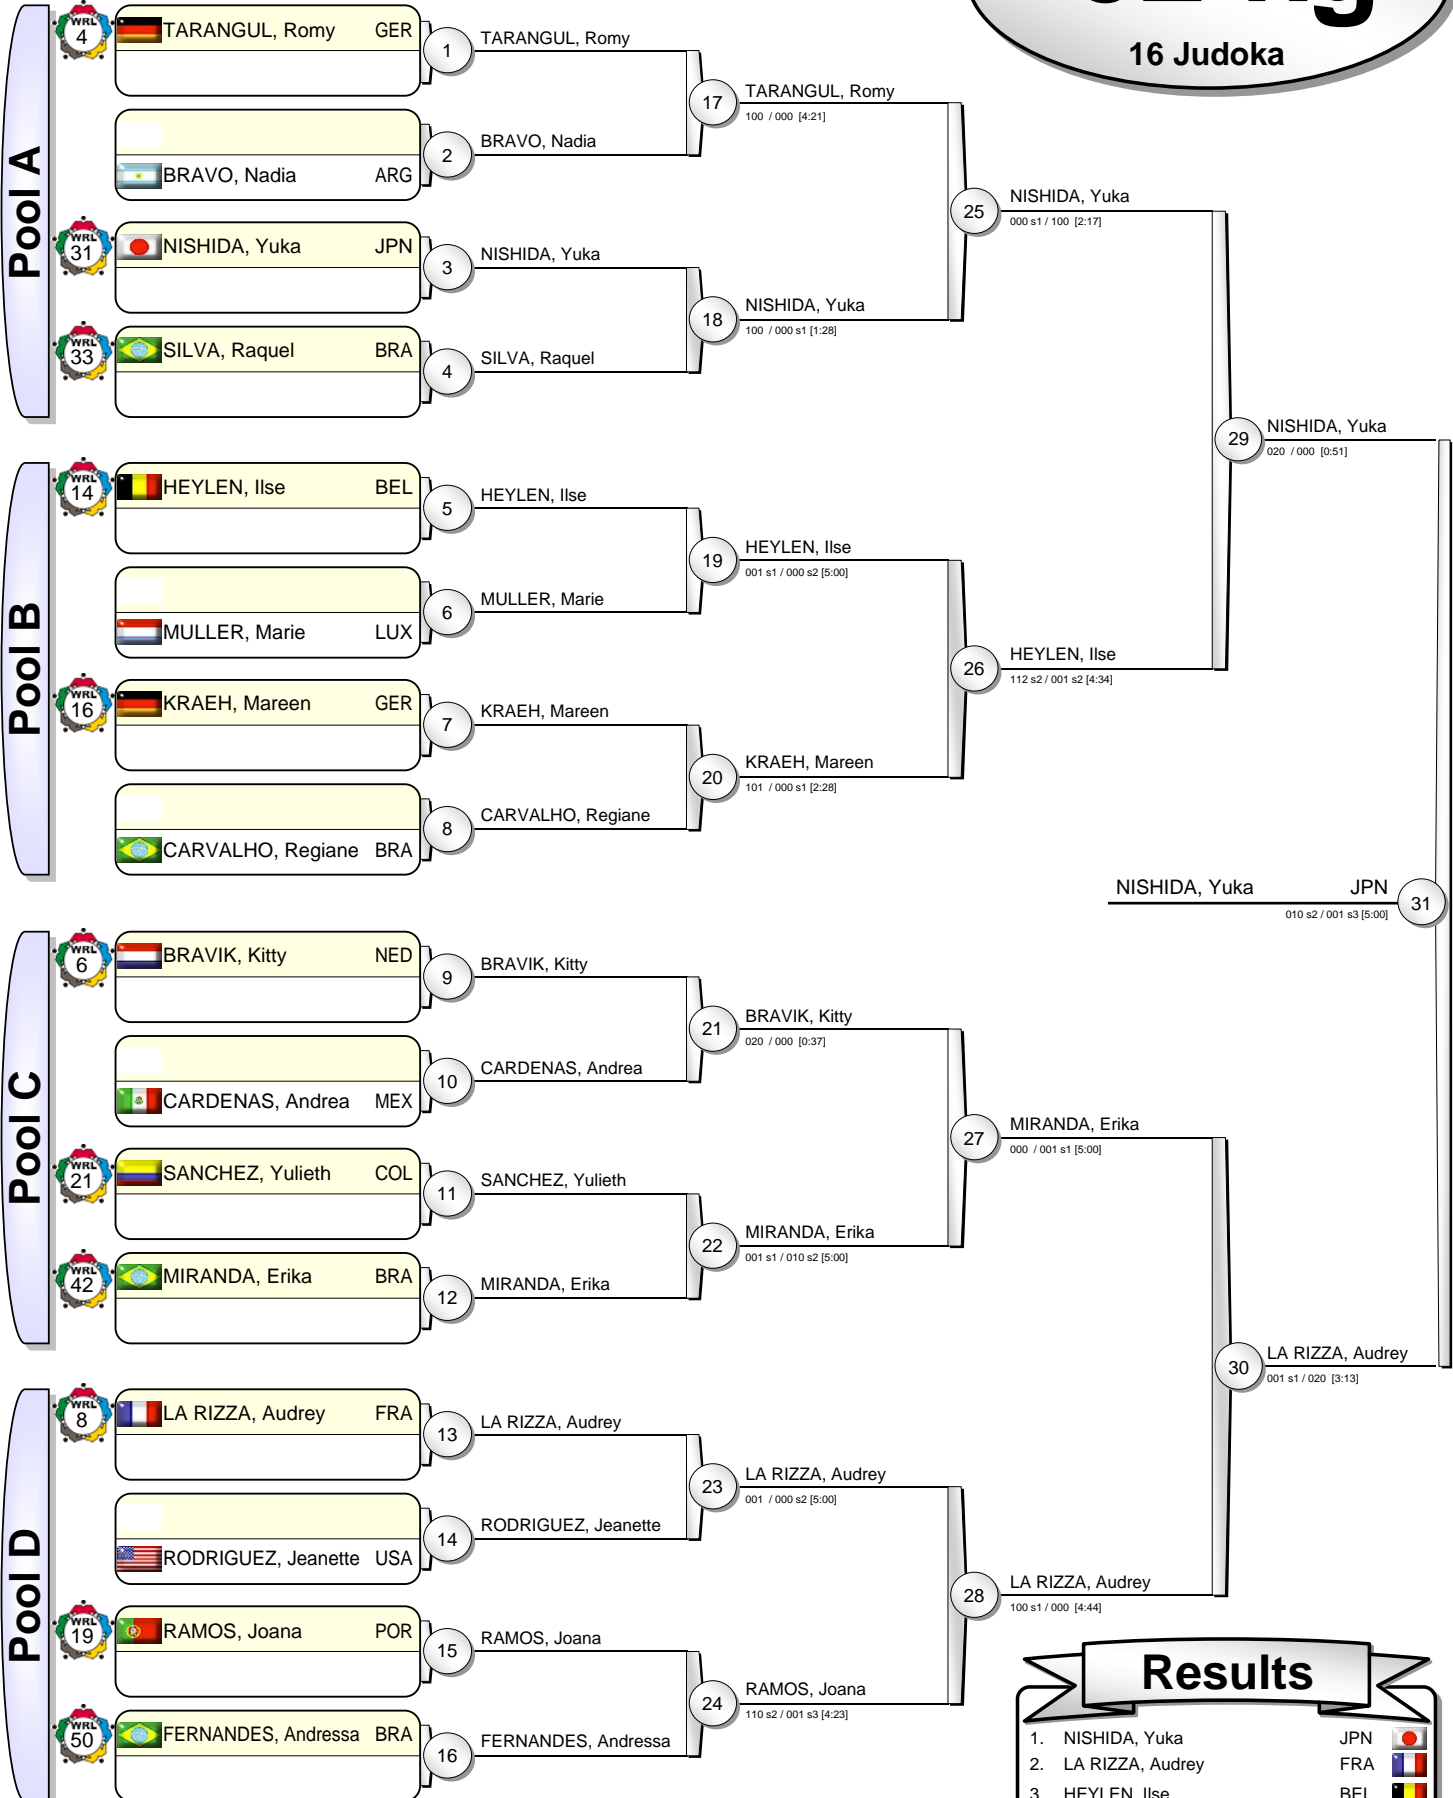 16 Judoka
Pool A
WRL 4 TARANGUL, Romy GER
1 TARANGUL, Romy
17 TARANGUL, Romy
100 / 000 [4:21]
2 BRAVO, Nadia
BRAVO, Nadia ARG
25 NISHIDA, Yuka
000 s1 / 100 [2:17]
WRL 31 NISHIDA, Yuka JPN
3 NISHIDA, Yuka
18 NISHIDA, Yuka
100 / 000 s1 [1:28]
WRL 33 SILVA, Raquel BRA
4 SILVA, Raquel
29 NISHIDA, Yuka
020 / 000 [0:51]
Pool B
WRL 14 HEYLEN, Ilse BEL
5 HEYLEN, Ilse
19 HEYLEN, Ilse
001 s1 / 000 s2 [5:00]
6 MULLER, Marie
MULLER, Marie LUX
26 HEYLEN, Ilse
112 s2 / 001 s2 [4:34]
WRL 16 KRAEH, Mareen GER
7 KRAEH, Mareen
20 KRAEH, Mareen
101 / 000 s1 [2:28]
8 CARVALHO, Regiane
CARVALHO, Regiane BRA
NISHIDA, Yuka JPN 31
010 s2 / 001 s3 [5:00]
Pool C
WRL 6 BRAVIK, Kitty NED
9 BRAVIK, Kitty
21 BRAVIK, Kitty
020 / 000 [0:37]
10 CARDENAS, Andrea
CARDENAS, Andrea MEX
27 MIRANDA, Erika
000 / 001 s1 [5:00]
WRL 21 SANCHEZ, Yulieth COL
11 SANCHEZ, Yulieth
22 MIRANDA, Erika
001 s1 / 010 s2 [5:00]
WRL 42 MIRANDA, Erika BRA
12 MIRANDA, Erika
30 LA RIZZA, Audrey
001 s1 / 020 [3:13]
Pool D
WRL 8 LA RIZZA, Audrey FRA
13 LA RIZZA, Audrey
23 LA RIZZA, Audrey
001 / 000 s2 [5:00]
14 RODRIGUEZ, Jeanette
RODRIGUEZ, Jeanette USA
28 LA RIZZA, Audrey
100 s1 / 000 [4:44]
WRL 19 RAMOS, Joana POR
15 RAMOS, Joana
24 RAMOS, Joana
110 s2 / 001 s3 [4:23]
WRL 50 FERNANDES, Andressa BRA
16 FERNANDES, Andressa
Results
1. NISHIDA, Yuka JPN
2. LA RIZZA, Audrey FRA
3. HEYLEN, Ilse BEL